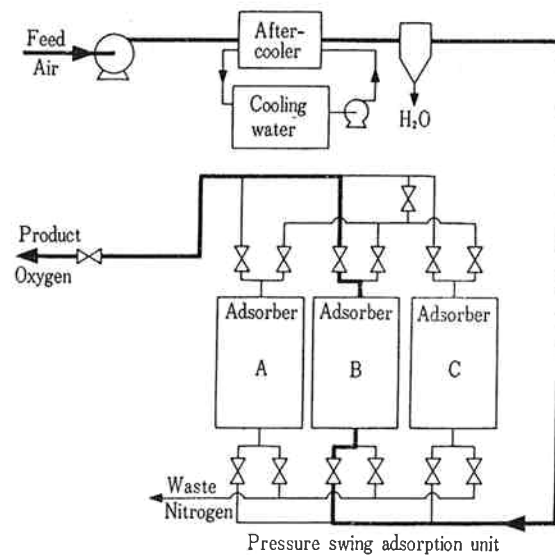 Feed
Air
After-
cooler
Cooling
water
H₂O
Product
Oxygen
Adsorber
A
Adsorber
B
Adsorber
C
Waste
Nitrogen
Pressure swing adsorption unit